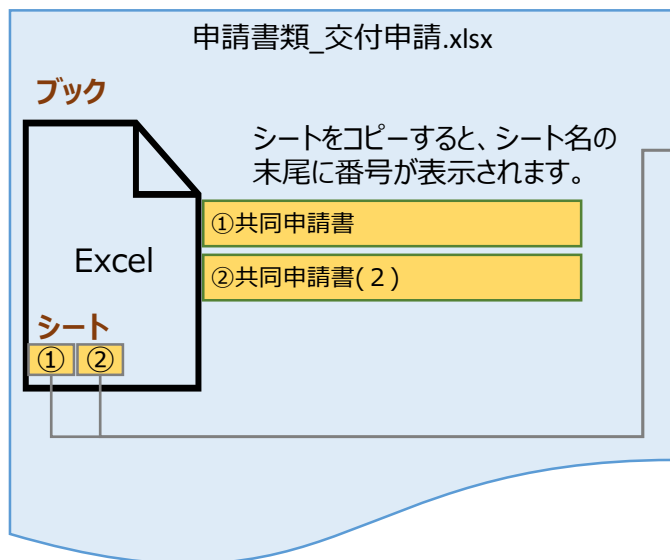 申請書類_交付申請.xlsx
ブック
シートをコピーすると、シート名の
末尾に番号が表示されます。
①共同申請書
Excel
②共同申請書(２)
シート
① ②